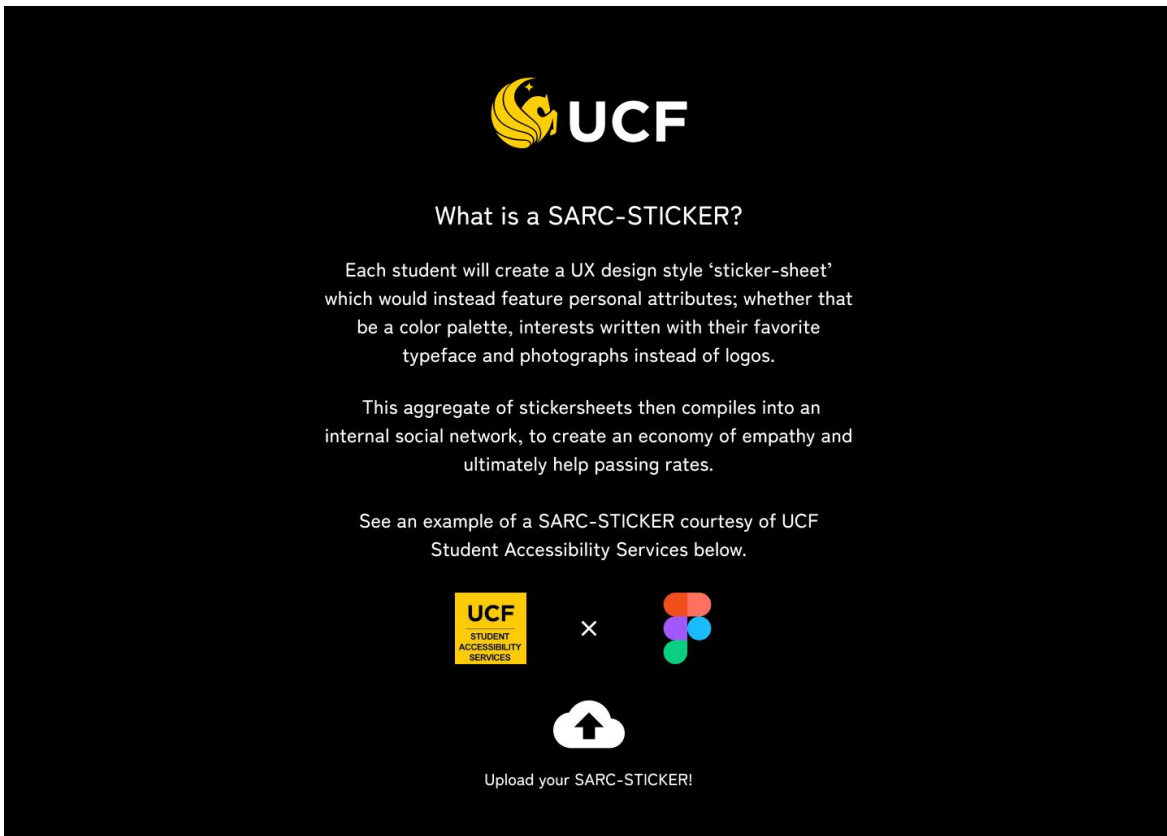 UCF
What is a SARC-STICKER?
Each student will create a UX design style ‘sticker-sheet’
which would instead feature personal attributes; whether that
be a color palette, interests written with their favorite
typeface and photographs instead of logos.
This aggregate of stickersheets then compiles into an
internal social network, to create an economy of empathy and
ultimately help passing rates.
See an example of a SARC-STICKER courtesy of UCF
Student Accessibility Services below.
UCF
STUDENT
ACCESSIBILITY
SERVICES
×
Upload your SARC-STICKER!